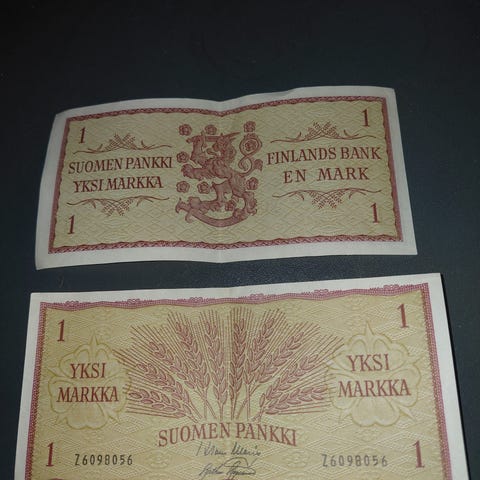 1 1
SUOMEN PANKKI FINLANDS BANK
YKSI MARKKA EN MARK
1 1
1 1
YKSI YKSI
MARKKA MARKKA
SUOMEN PANKKI
1 1
Z6098056 Z6098056